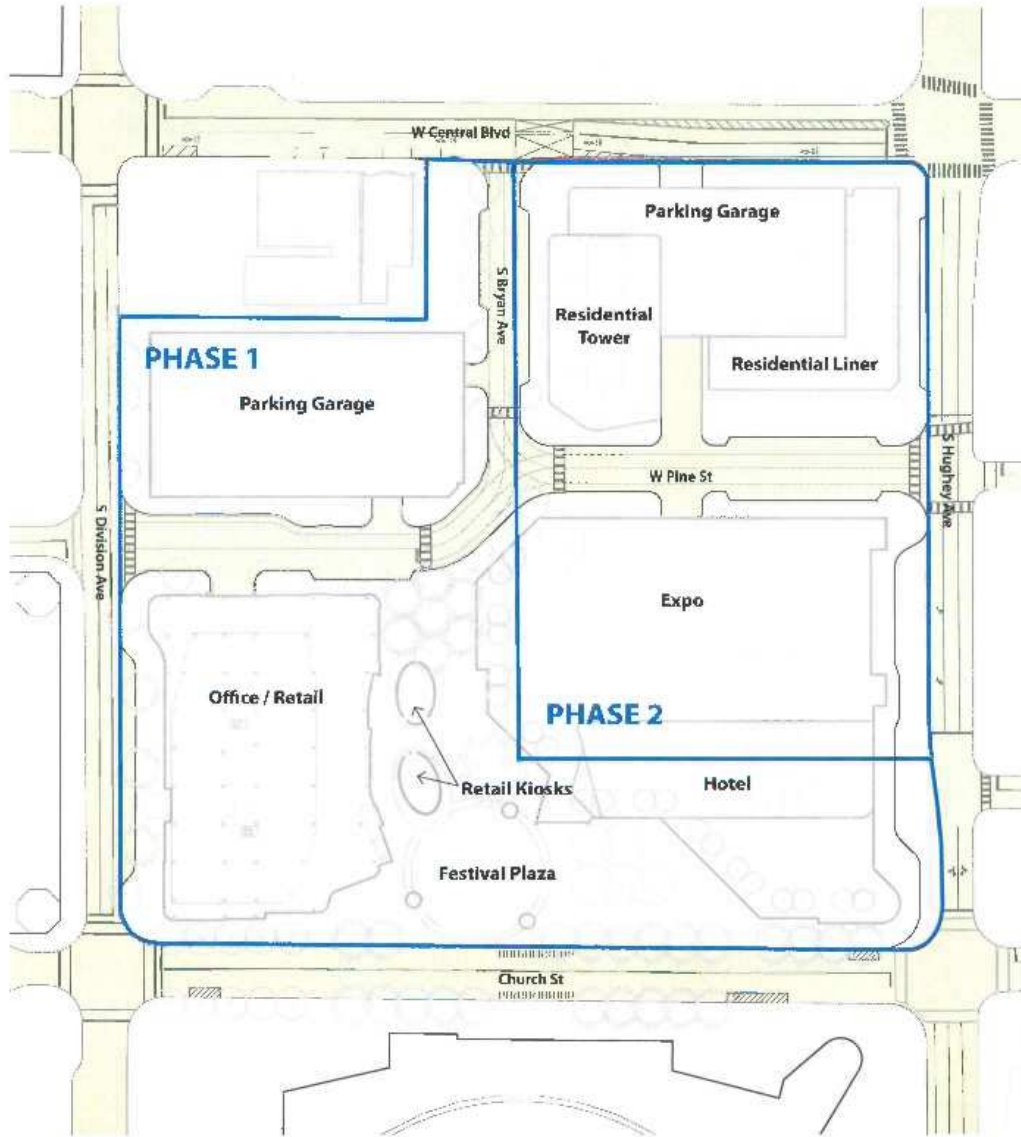 W Central Blvd
Parking Garage
S Bryan Ave
Residential
Tower
Residential Liner
PHASE 1
Parking Garage
W Pine St
S Hughey Ave
S Division Ave
Expo
Office / Retail
PHASE 2
Retail Kiosks
Hotel
Festival Plaza
Church St